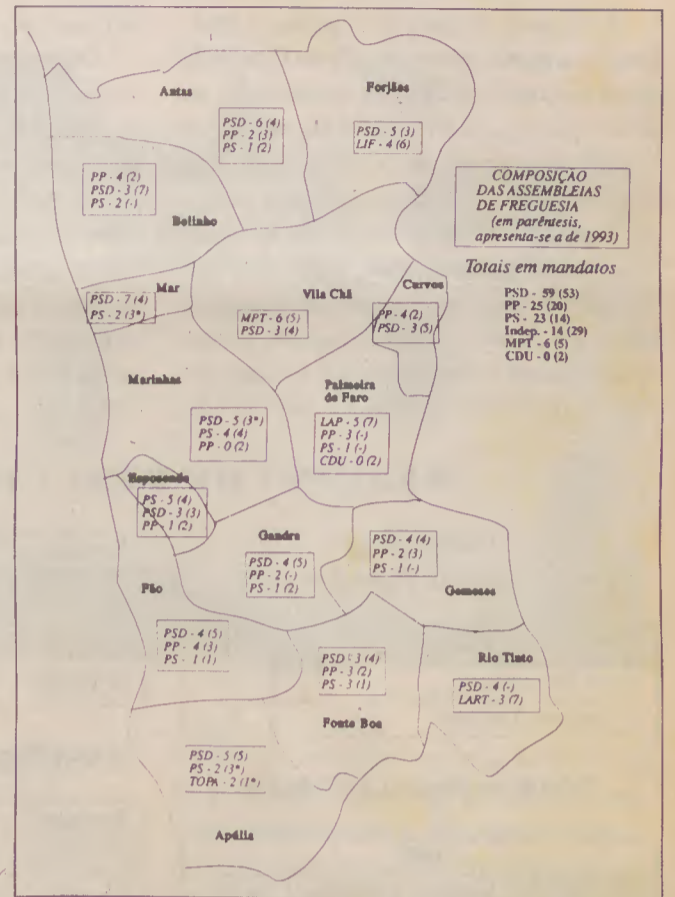 Antas
Forjães
PSD - 6 (4)
PP - 2 (3)
PS - 1 (2)
PSD - 5 (3)
LIF - 4 (6)
PP - 4 (2)
PSD - 3 (7)
PS - 2 (-)
Belinho
COMPOSIÇÃO
DAS ASSEMBLEIAS
DE FREGUESIA
(em parêntesis,
apresenta-se a de 1993)
Totais em mandatos
PSD - 59 (53)
PP - 25 (20)
PS - 23 (14)
Indep. - 14 (29)
MPT - 6 (5)
CDU - 0 (2)
Mar
PSD - 7 (4)
PS - 2 (3*)
Vila Chã
MPT - 6 (5)
PSD - 3 (4)
Curvos
PP - 4 (2)
PSD - 3 (5)
Marinhas
PSD - 5 (3*)
PS - 4 (4)
PP - 0 (2)
Palmeira
de Faro
LAP - 5 (7)
PP - 3 (-)
PS - 1 (-)
CDU - 0 (2)
Esposende
PS - 5 (4)
PSD - 3 (3)
PP - 1 (2)
Gandra
PSD - 4 (5)
PP - 2 (-)
PS - 1 (2)
PSD - 4 (4)
PP - 2 (3)
PS - 1 (-)
Gemeses
Fão
PSD - 4 (5)
PP - 4 (3)
PS - 1 (1)
PSD - 3 (4)
PP - 3 (2)
PS - 3 (1)
Fonte Boa
Rio Tinto
PSD - 4 (-)
LART - 3 (7)
PSD - 5 (5)
PS - 2 (3*)
TOPA - 2 (1*)
Apúlia